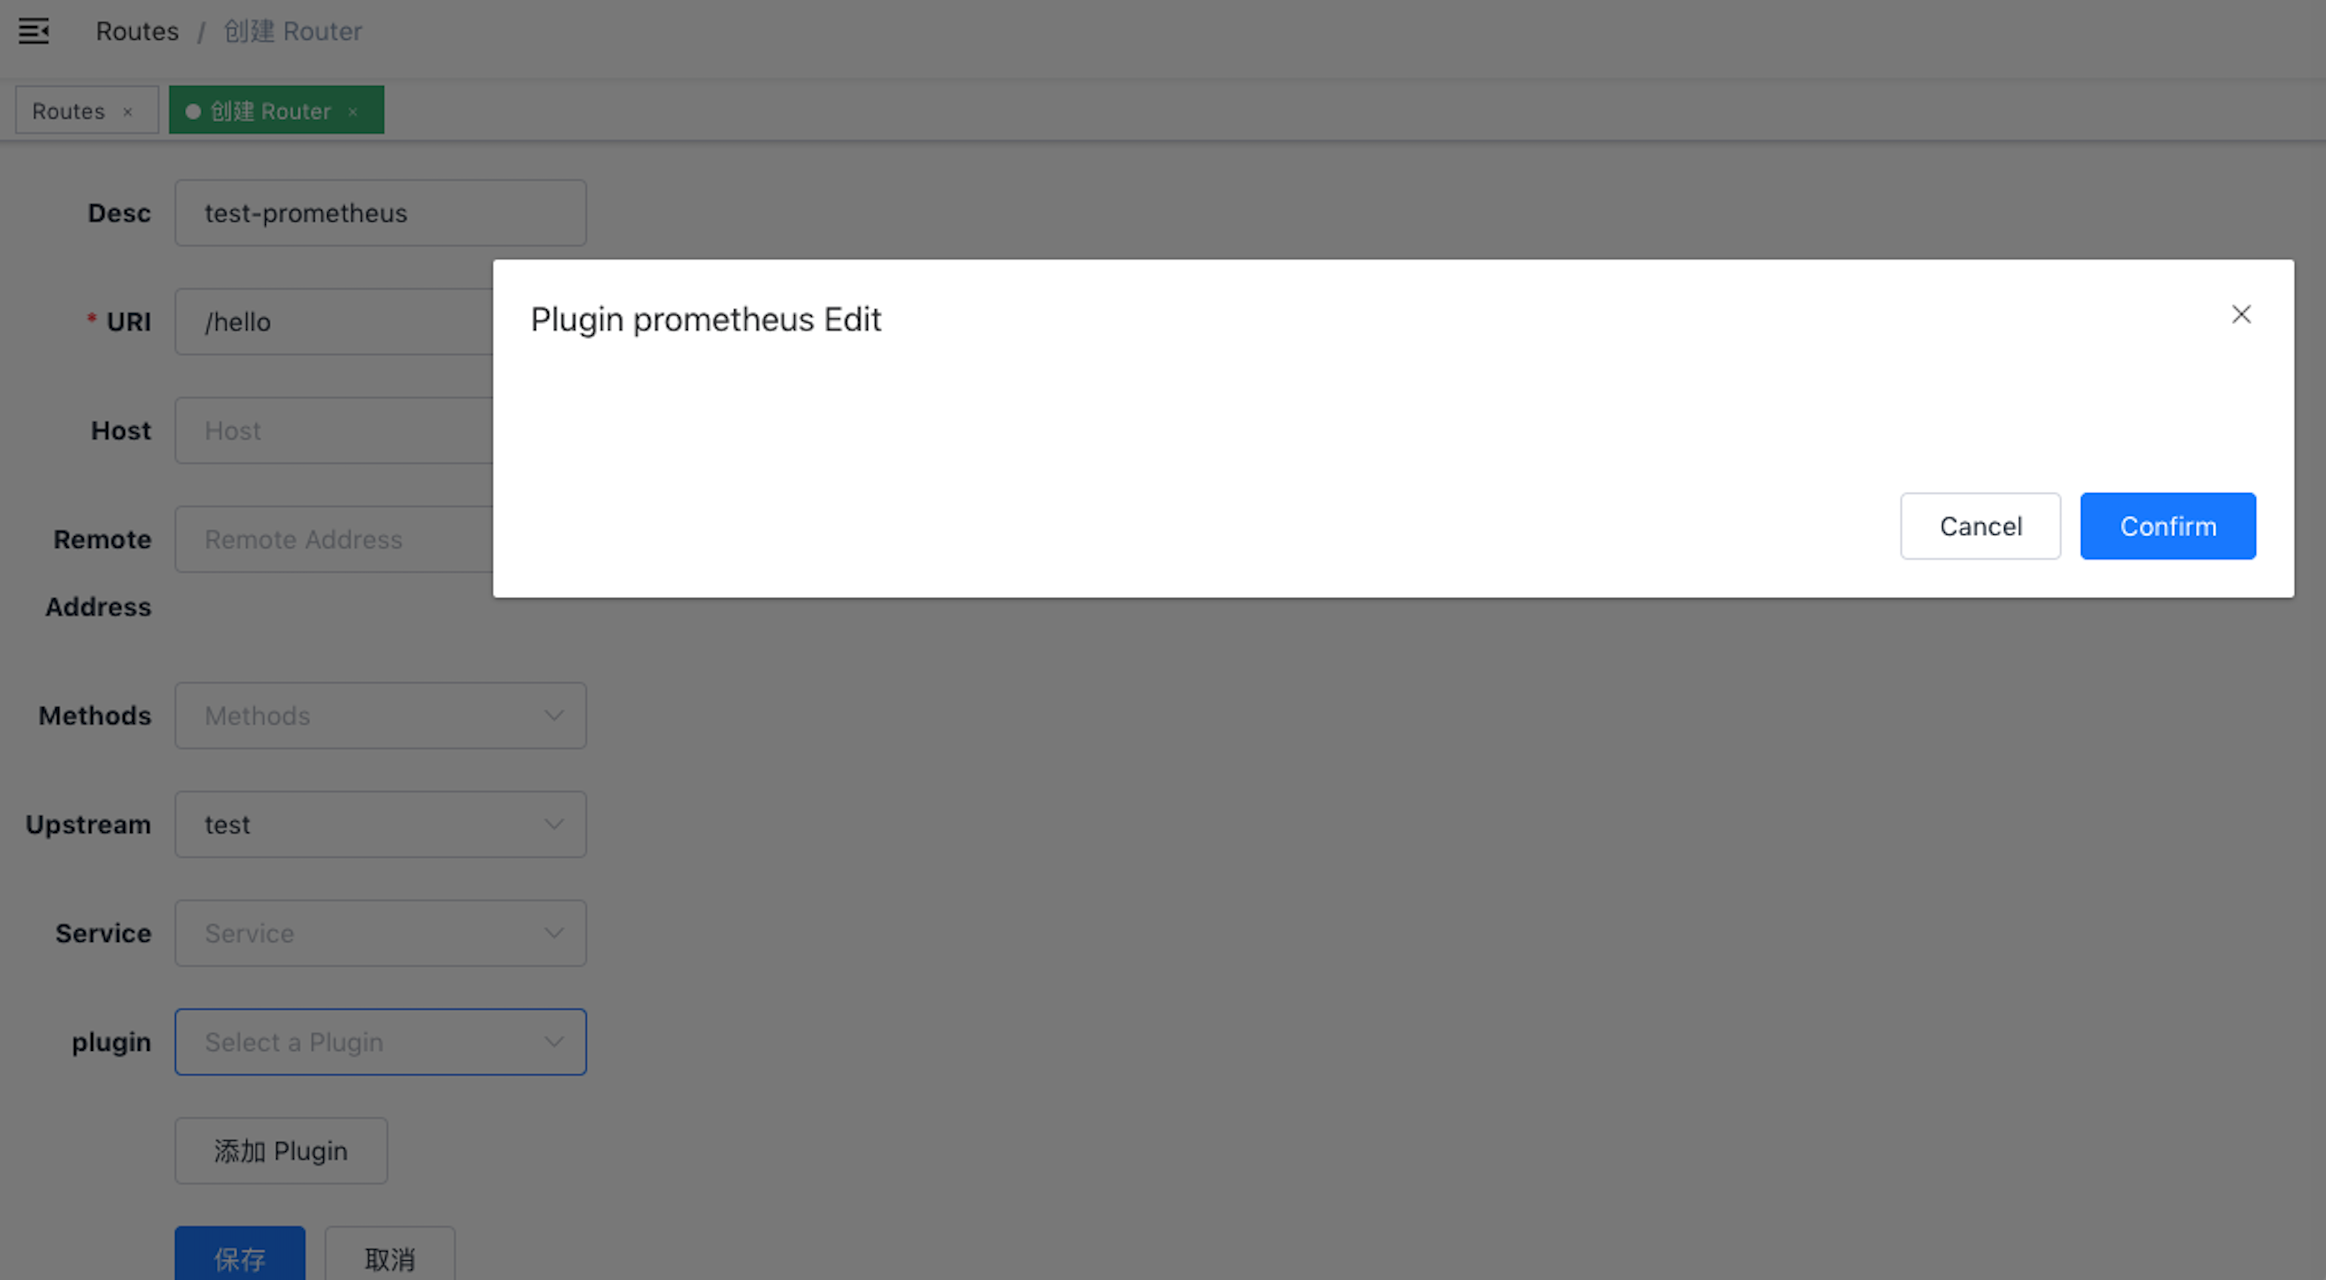 Routes / 创建 Router
Routes × 创建 Router ×
Desc test-prometheus
* URI /hello
Plugin prometheus Edit
Host Host
Cancel Confirm
Remote Address Remote Address
Methods Methods
Upstream test
Service Service
plugin Select a Plugin
添加 Plugin
保存 取消